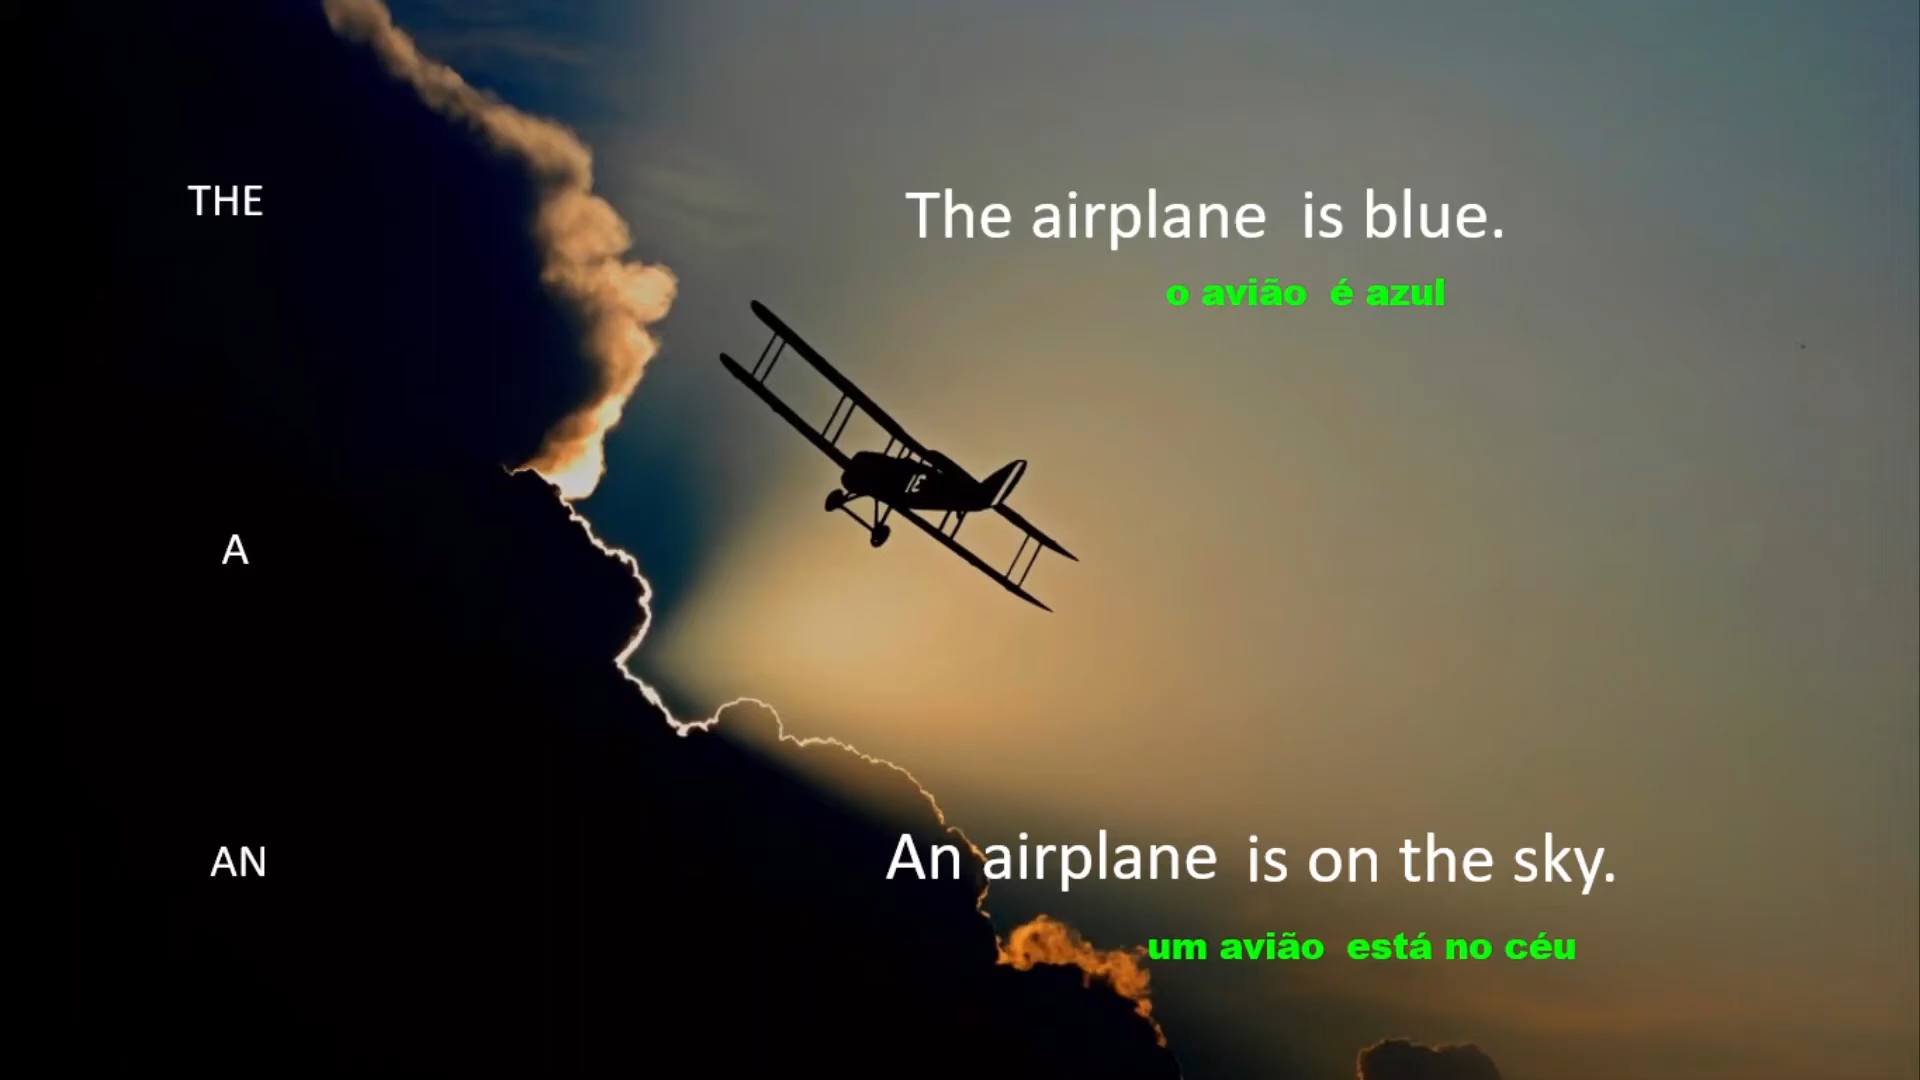 THE
The airplane is blue.
o avião é azul
A
AN
An airplane is on the sky.
um avião está no céu